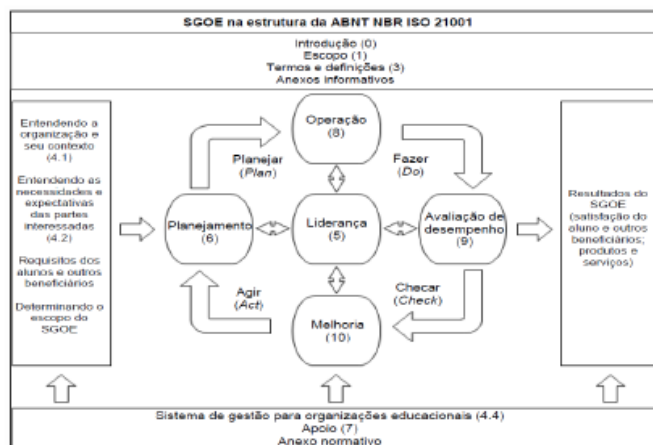 SGOE na estrutura da ABNT NBR ISO 21001
Introdução (0)
Escopo (1)
Termos e definições (3)
Anexos informativos
Entendendo a
organização e
seu contexto
(4.1)
Entendendo as
necessidades e
expectativas
das partes
interessadas
(4.2)
Requisitos dos
alunos e outros
beneficiários
Determinando o
escopo do
SGOE
Operação
(8)
Planejar
(Plan)
Fazer
(Do)
Planejamento
(6)
Liderança
(5)
Avaliação de
desempenho
(9)
Agir
(Act)
Checar
(Check)
Melhoria
(10)
Resultados do
SGOE
(satisfação do
aluno e outros
beneficiários;
produtos e
serviços)
Sistema de gestão para organizações educacionais (4.4)
Apoio (7)
Anexo normativo